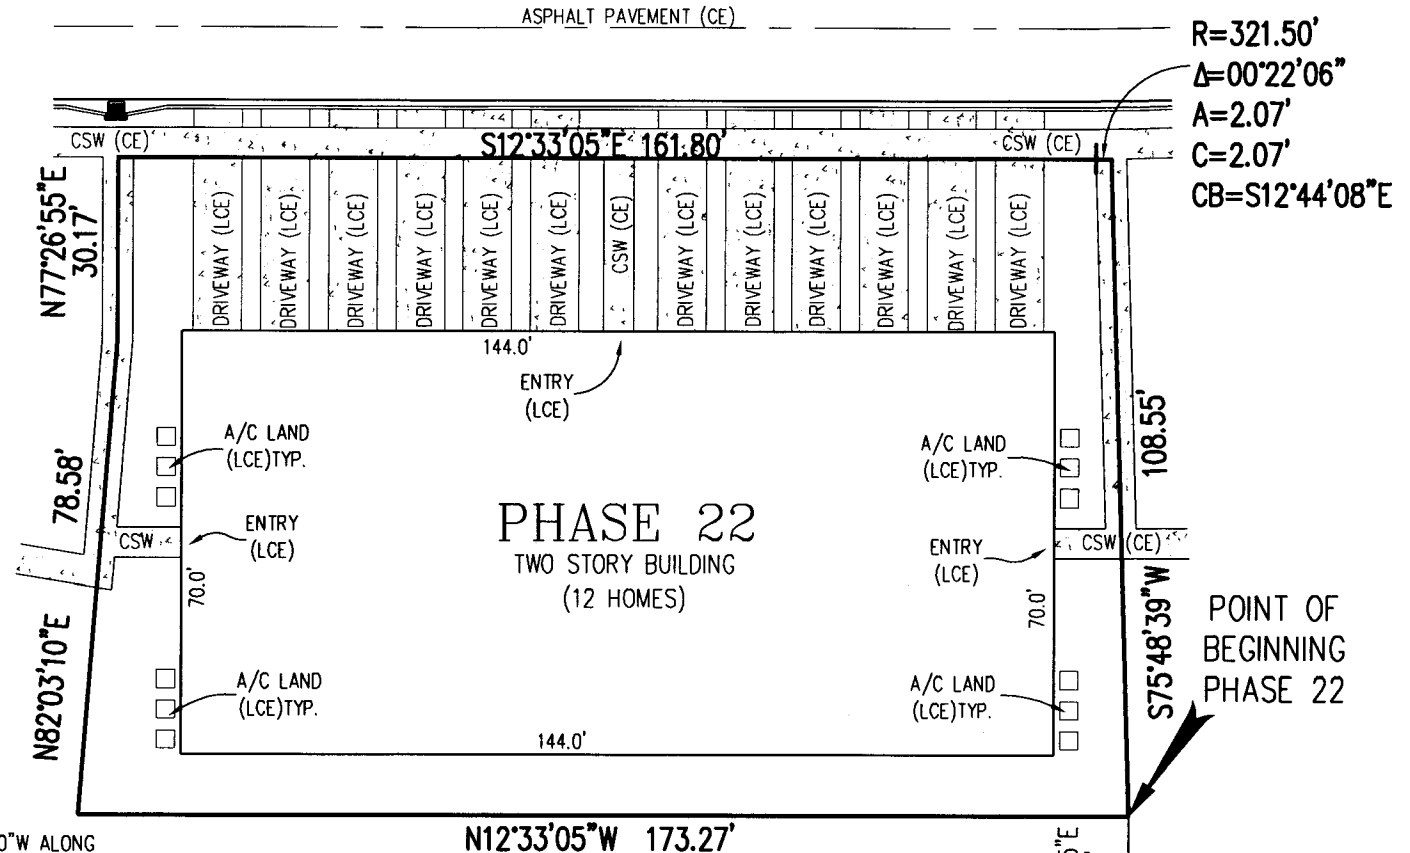 ASPHALT PAVEMENT (CE)
R=321.50'
Δ=00°22'06"
A=2.07'
C=2.07'
CB=S12°44'08"E
CSW (CE)
S12°33'05"E 161.80'
CSW (CE)
N77°26'55"E
30.17'
DRIVEWAY (LCE)
DRIVEWAY (LCE)
DRIVEWAY (LCE)
DRIVEWAY (LCE)
DRIVEWAY (LCE)
DRIVEWAY (LCE)
CSW (CE)
DRIVEWAY (LCE)
DRIVEWAY (LCE)
DRIVEWAY (LCE)
DRIVEWAY (LCE)
DRIVEWAY (LCE)
DRIVEWAY (LCE)
144.0'
ENTRY
(LCE)
A/C LAND
(LCE)TYP.
A/C LAND
(LCE)TYP.
108.55'
78.58'
PHASE 22
TWO STORY BUILDING
(12 HOMES)
CSW
ENTRY
(LCE)
ENTRY
(LCE)
CSW (CE)
70.0'
70.0'
S75°48'39"W
POINT OF
BEGINNING
PHASE 22
N82°03'10"E
A/C LAND
(LCE)TYP.
A/C LAND
(LCE)TYP.
144.0'
N12°33'05"W 173.27'
0"W ALONG
"E